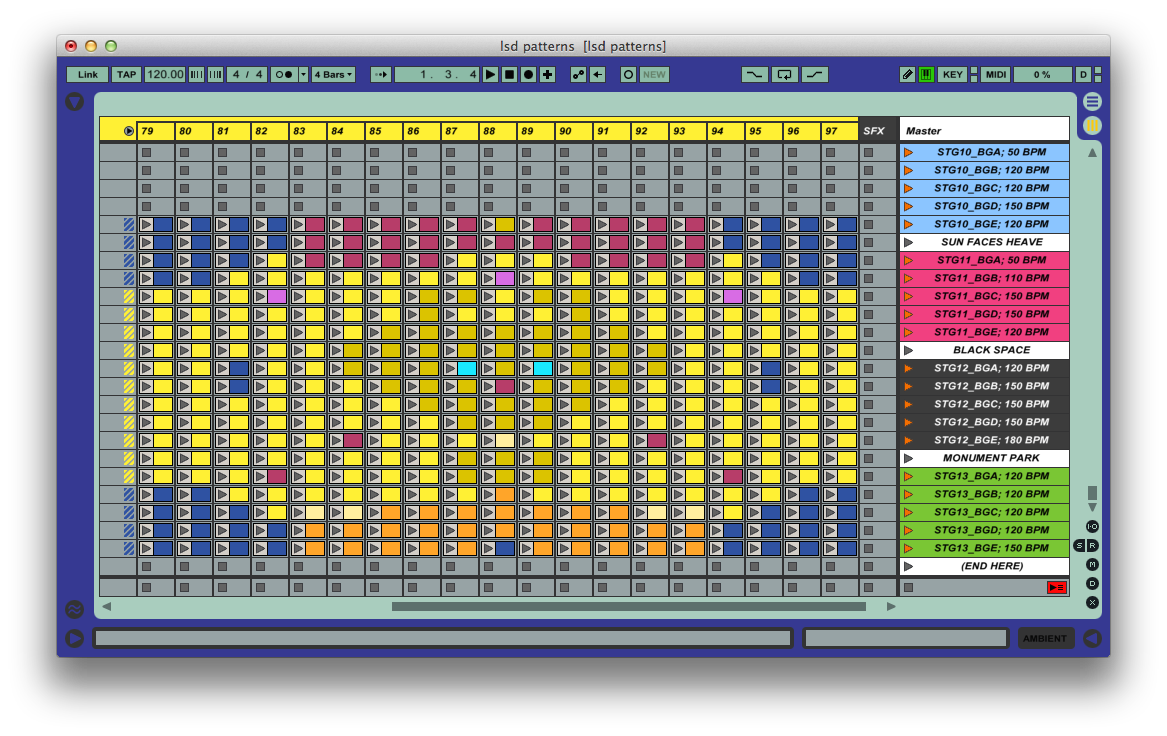 lsd patterns  [lsd patterns]
Link TAP 120.00 4 / 4 4 Bars 1. 3. 4 NEW KEY MIDI 0 % D
79 80 81 82 83 84 85 86 87 88 89 90 91 92 93 94 95 96 97 SFX Master
STG10_BGA; 50 BPM
STG10_BGB; 120 BPM
STG10_BGC; 120 BPM
STG10_BGD; 150 BPM
STG10_BGE; 120 BPM
SUN FACES HEAVE
STG11_BGA; 50 BPM
STG11_BGB; 110 BPM
STG11_BGC; 150 BPM
STG11_BGD; 150 BPM
STG11_BGE; 120 BPM
BLACK SPACE
STG12_BGA; 120 BPM
STG12_BGB; 150 BPM
STG12_BGC; 150 BPM
STG12_BGD; 150 BPM
STG12_BGE; 180 BPM
MONUMENT PARK
STG13_BGA; 120 BPM
STG13_BGB; 120 BPM
STG13_BGC; 120 BPM
STG13_BGD; 120 BPM
STG13_BGE; 150 BPM
(END HERE)
I·O
S R
M
D
X
AMBIENT